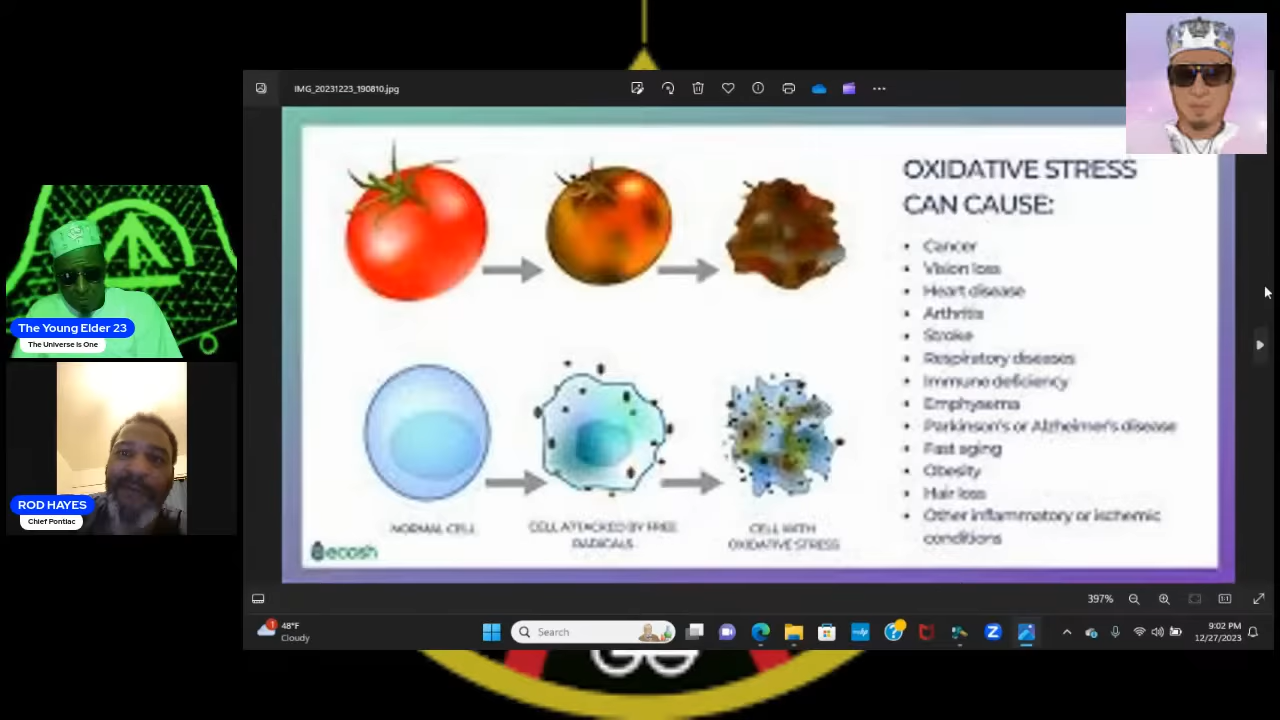 IMG_20231223_190810.jpg
OXIDATIVE STRESS
CAN CAUSE:
• Cancer
• Vision loss
• Heart disease
• Arthritis
• Stroke
• Respiratory diseases
• Immune deficiency
• Emphysema
• Parkinson's or Alzheimer's disease
• Fast aging
• Obesity
• Hair loss
• Other inflammatory or ischemic
conditions
NORMAL CELL
CELL ATTACKED BY FREE
RADICALS
CELL WITH
OXIDATIVE STRESS
ecosh
The Young Elder 23
The Universe is One
ROD HAYES
Chief Pontiac
397%
1
48°F
Cloudy
Search
9:02 PM
12/27/2023